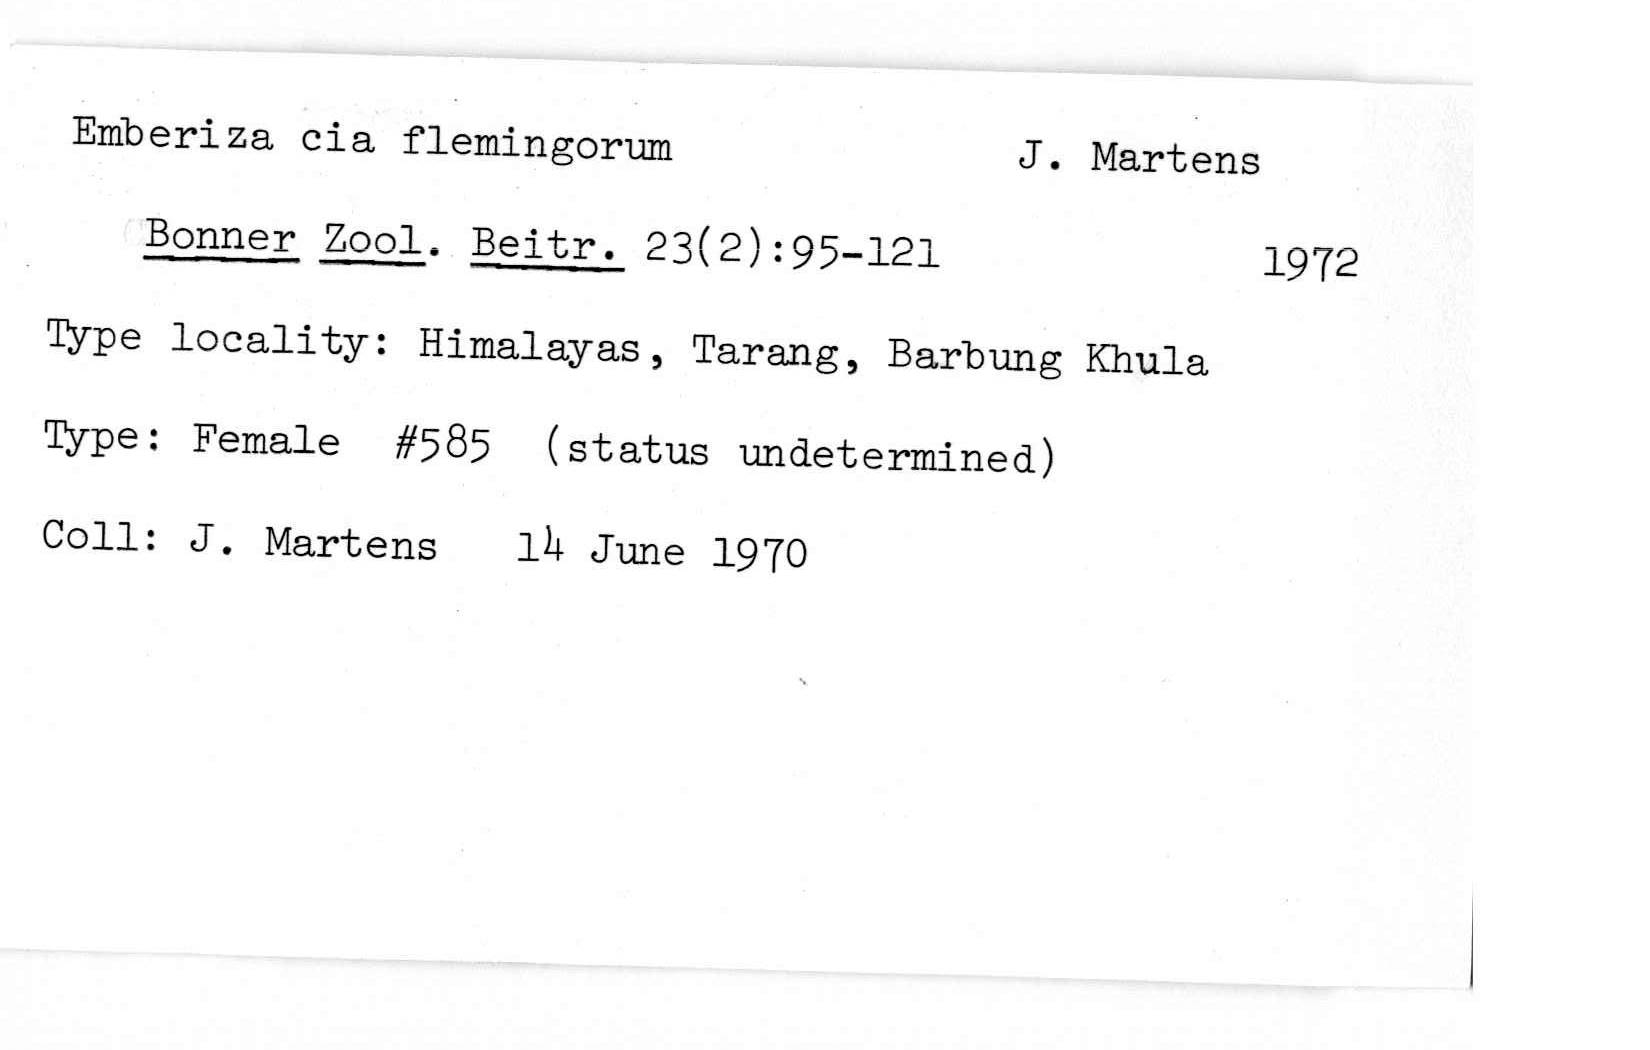 Emberiza cia flemingorum J. Martens
Bonner Zool. Beitr. 23(2):95-121 1972
Type locality: Himalayas, Tarang, Barbung Khula
Type: Female #585 (status undetermined)
Coll: J. Martens 14 June 1970